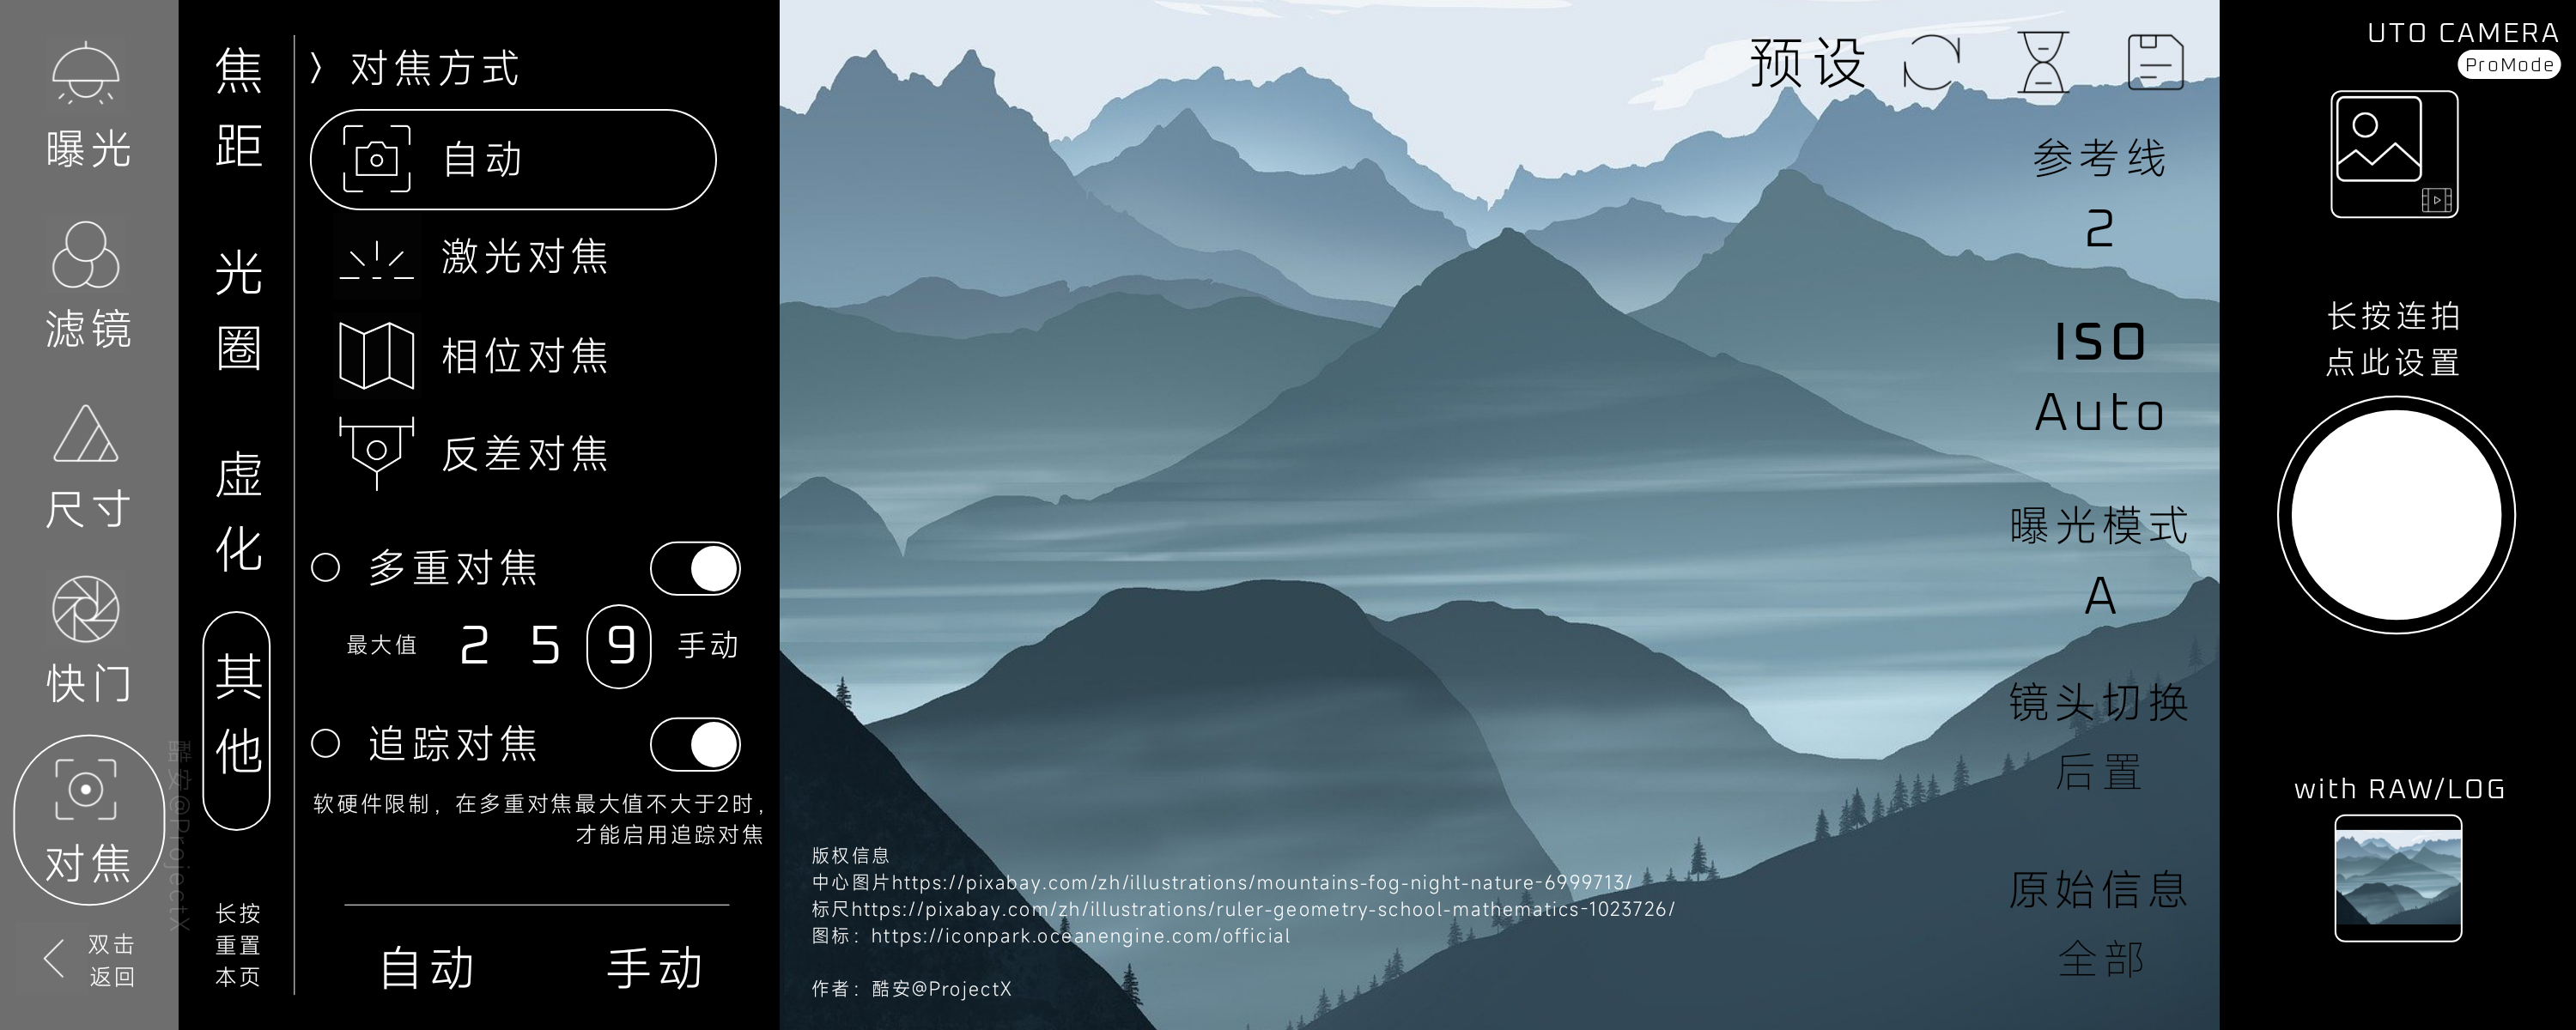 曝光
滤镜
尺寸
快门
对焦
双击
返回
酷安@ProjectX
焦距
光圈
虚化
其他
长按
重置
本页
〉 对焦方式
自动
激光对焦
相位对焦
反差对焦
多重对焦
最大值 2 5 9 手动
追踪对焦
软硬件限制，在多重对焦最大值不大于2时，
才能启用追踪对焦
自动 手动
预设
参考线
2
ISO
Auto
曝光模式
A
镜头切换
后置
原始信息
全部
版权信息
中心图片https://pixabay.com/zh/illustrations/mountains-fog-night-nature-6999713/
标尺https://pixabay.com/zh/illustrations/ruler-geometry-school-mathematics-1023726/
图标：https://iconpark.oceanengine.com/official
作者：酷安@ProjectX
UTO CAMERA
ProMode
长按连拍
点此设置
with RAW/LOG